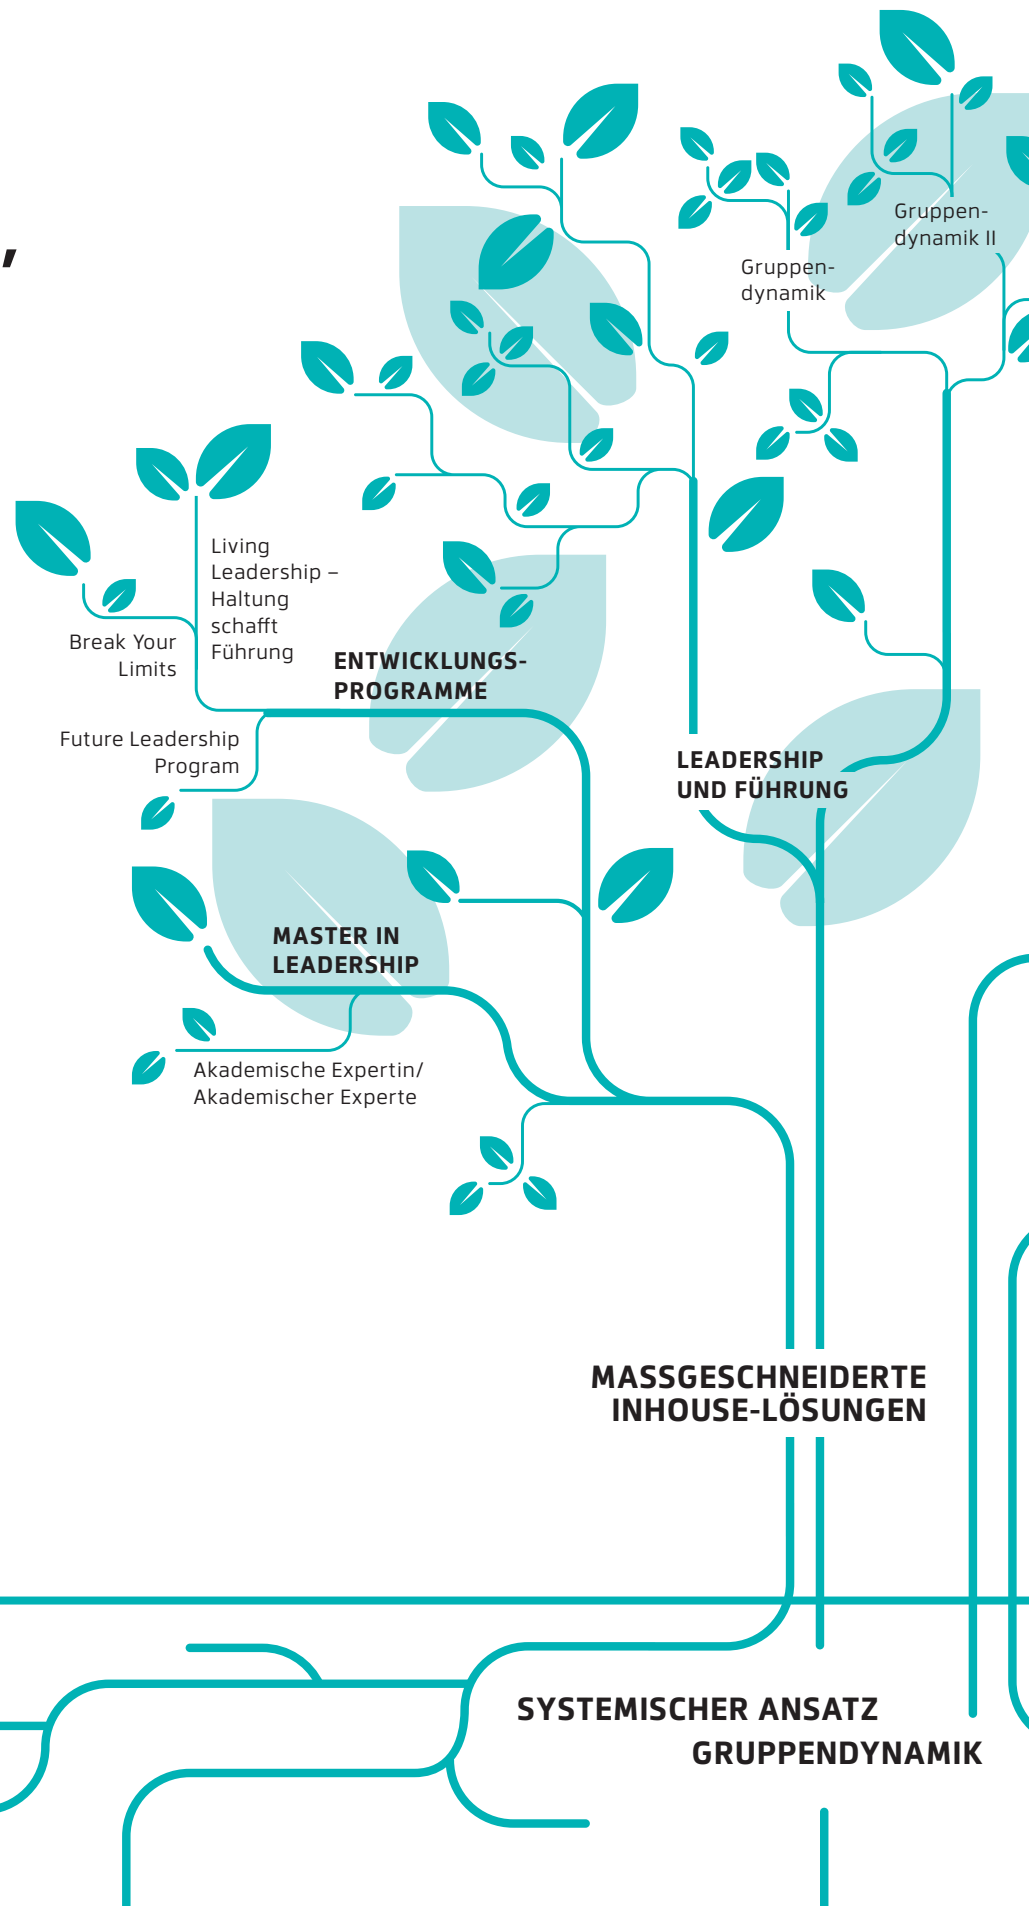 ,
Gruppen-
dynamik II
Gruppen-
dynamik
Living
Leadership –
Haltung
schafft
Führung
Break Your
Limits
ENTWICKLUNGS-
PROGRAMME
Future Leadership
Program
LEADERSHIP
UND FÜHRUNG
MASTER IN
LEADERSHIP
Akademische Expertin/
Akademischer Experte
MASSGESCHNEIDERTE
INHOUSE-LÖSUNGEN
SYSTEMISCHER ANSATZ
GRUPPENDYNAMIK